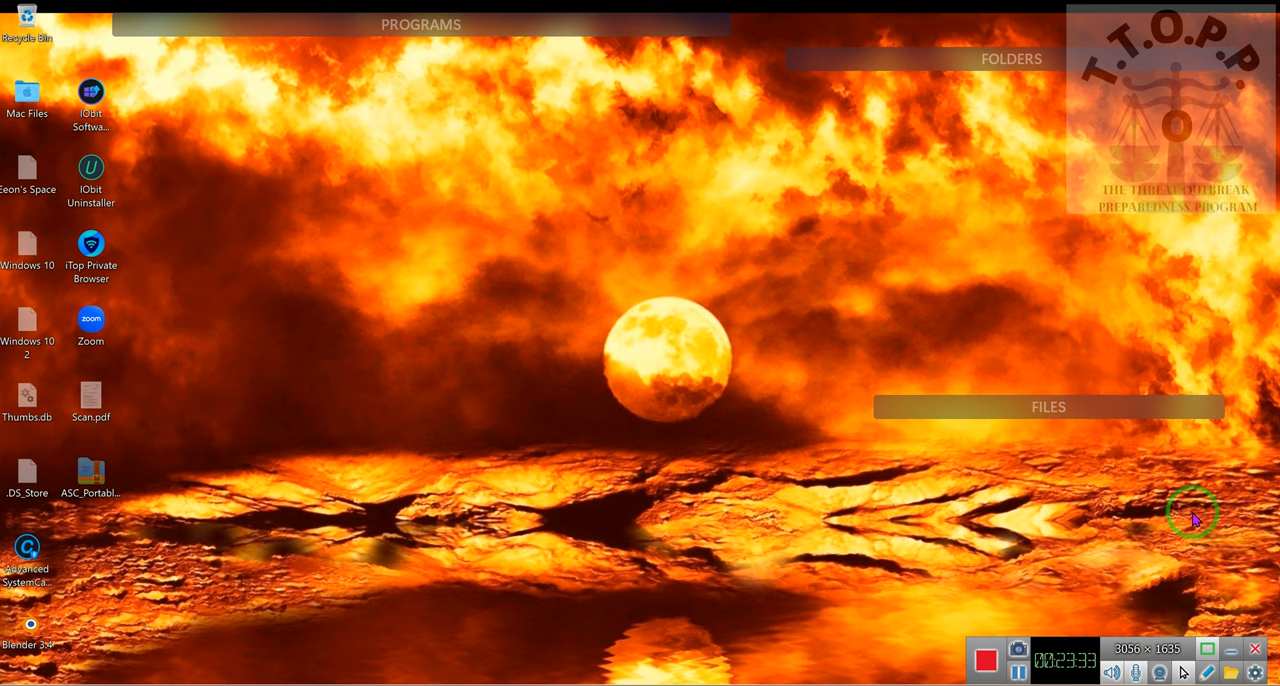 PROGRAMS
FOLDERS
T.T.O.P.P.
O
THE THREAT OUTBREAK
PREPAREDNESS PROGRAM
Recycle Bin
Mac Files
IObit
Softwa...
Eeon's Space
IObit
Uninstaller
Windows 10
iTop Private
Browser
Windows 10
2
Zoom
zoom
Thumbs.db
Scan.pdf
FILES
.DS_Store
ASC_Portabl...
Advanced
SystemCa...
Blender 3.4
00:23:33
3056 × 1635